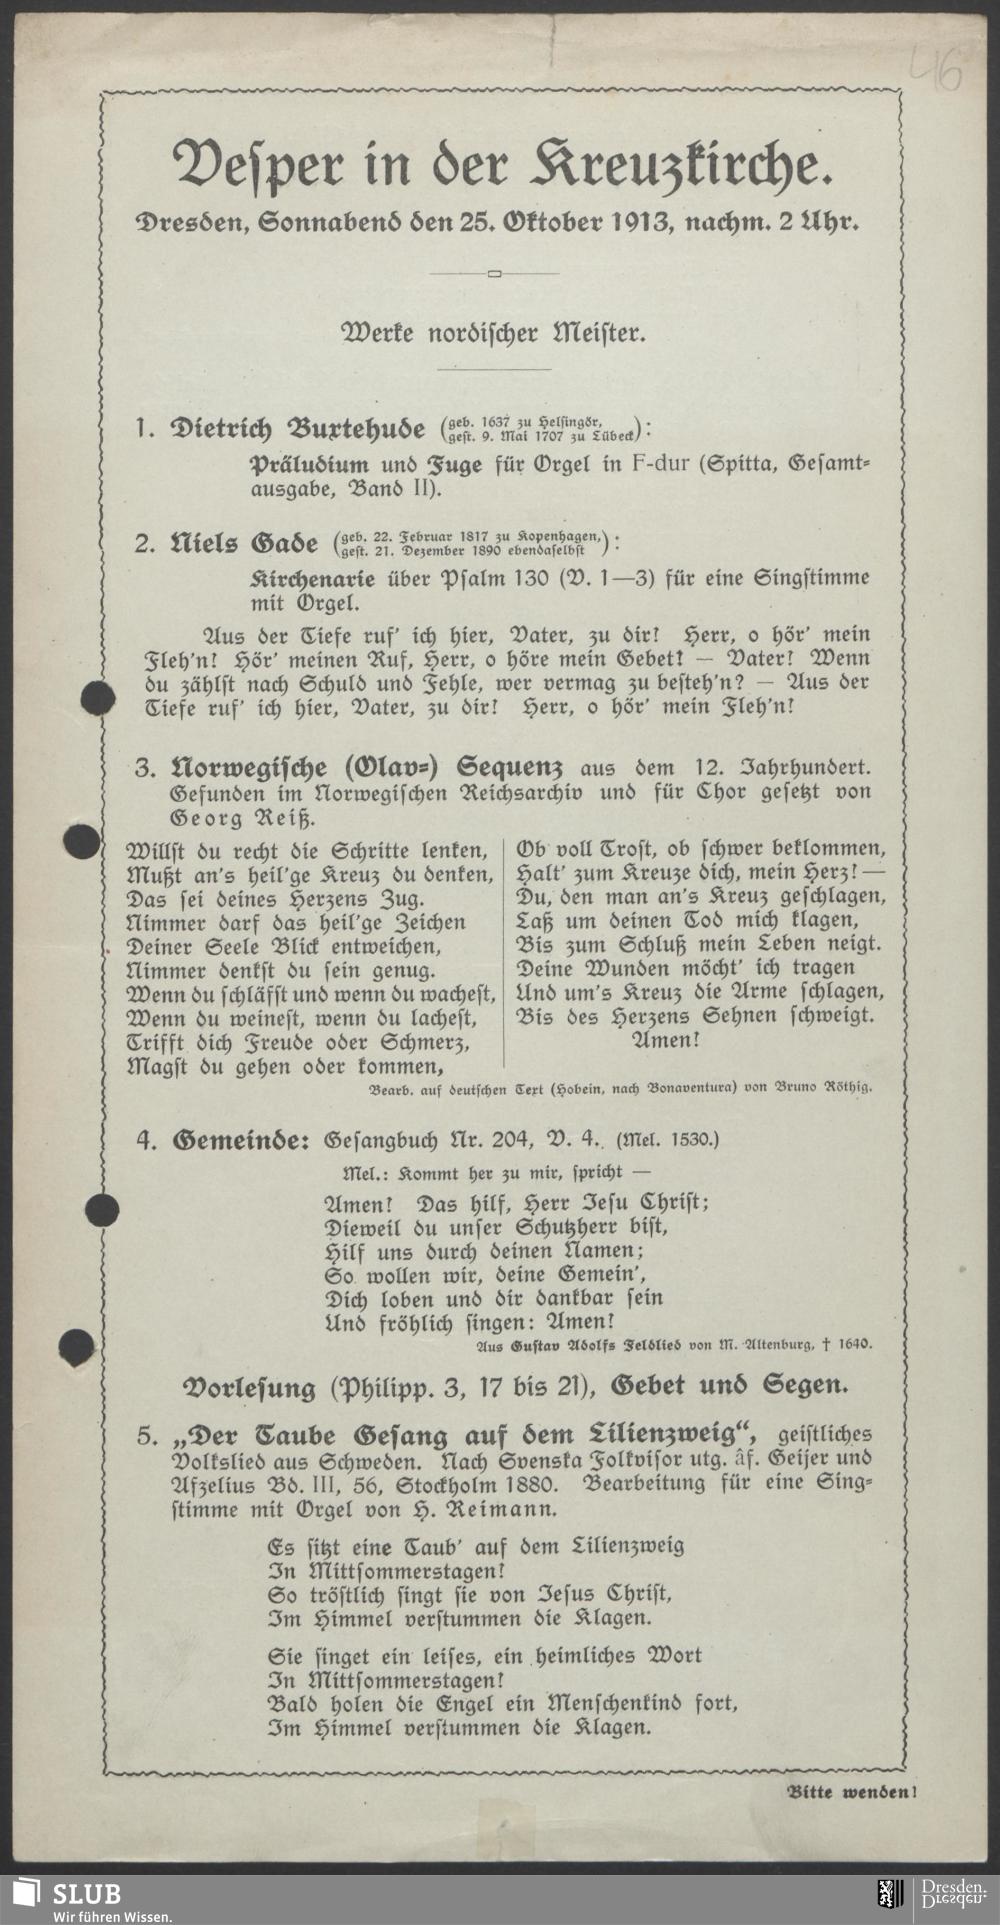 46
Vesper in der Kreuzkirche.
Dresden, Sonnabend den 25. Oktober 1913, nachm. 2 Uhr.
Werke nordischer Meister.
1. Dietrich Buxtehude (geb. 1637 zu Helsingör,
gest. 9. Mai 1707 zu Lübeck):
Präludium und Fuge für Orgel in F-dur (Spitta, Gesamt-
ausgabe, Band II).
2. Niels Gade (geb. 22. Februar 1817 zu Kopenhagen,
gest. 21. Dezember 1890 ebendaselbst):
Kirchenarie über Psalm 130 (V. 1—3) für eine Singstimme
mit Orgel.
Aus der Tiefe ruf' ich hier, Vater, zu dir! Herr, o hör' mein
Fleh'n! Hör' meinen Ruf, Herr, o höre mein Gebet! — Vater! Wenn
du zählst nach Schuld und Fehle, wer vermag zu besteh'n? — Aus der
Tiefe ruf' ich hier, Vater, zu dir! Herr, o hör' mein Fleh'n!
3. Norwegische (Olav-) Sequenz aus dem 12. Jahrhundert.
Gefunden im Norwegischen Reichsarchiv und für Chor gesetzt von
Georg Reiß.
Willst du recht die Schritte lenken,
Mußt an's heil'ge Kreuz du denken,
Das sei deines Herzens Zug.
Nimmer darf das heil'ge Zeichen
Deiner Seele Blick entweichen,
Nimmer denkst du sein genug.
Wenn du schläfst und wenn du wachest,
Wenn du weinest, wenn du lachest,
Trifft dich Freude oder Schmerz,
Magst du gehen oder kommen,
Ob voll Trost, ob schwer beklommen,
Halt' zum Kreuze dich, mein Herz! —
Du, den man an's Kreuz geschlagen,
Laß um deinen Tod mich klagen,
Bis zum Schluß mein Leben neigt.
Deine Wunden möcht' ich tragen
Und um's Kreuz die Arme schlagen,
Bis des Herzens Sehnen schweigt.
Amen!
Bearb. auf deutschen Text (Hobein, nach Bonaventura) von Bruno Röthig.
4. Gemeinde: Gesangbuch Nr. 204, V. 4. (Mel. 1530.)
Mel.: Kommt her zu mir, spricht —
Amen! Das hilf, Herr Jesu Christ;
Dieweil du unser Schutzherr bist,
Hilf uns durch deinen Namen;
So wollen wir, deine Gemein',
Dich loben und dir dankbar sein
Und fröhlich singen: Amen!
Aus Gustav Adolfs Feldlied von M. Altenburg, † 1640.
Vorlesung (Philipp. 3, 17 bis 21), Gebet und Segen.
5. „Der Taube Gesang auf dem Lilienzweig“, geistliches
Volkslied aus Schweden. Nach Svenska Folkvisor utg. âf. Geijer und
Afzelius Bd. III, 56, Stockholm 1880. Bearbeitung für eine Sing-
stimme mit Orgel von H. Reimann.
Es sitzt eine Taub' auf dem Lilienzweig
In Mittsommerstagen!
So tröstlich singt sie von Jesus Christ,
Im Himmel verstummen die Klagen.
Sie singet ein leises, ein heimliches Wort
In Mittsommerstagen!
Bald holen die Engel ein Menschenkind fort,
Im Himmel verstummen die Klagen.
Bitte wenden!
SLUB
Wir führen Wissen.
Dresden.
Dresden.